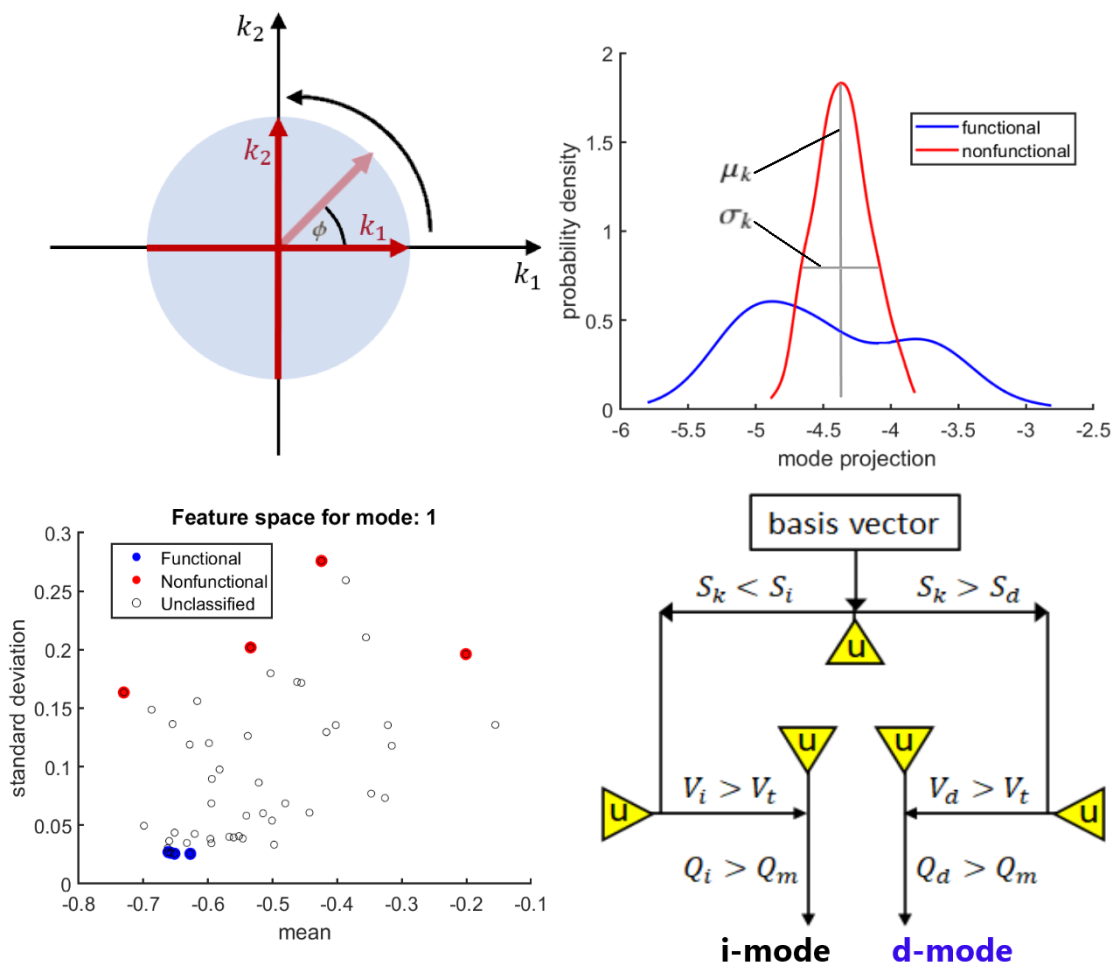 k₂
k₂
ϕ
k₁
k₁
2
1.5
1
0.5
0
probability density
functional
nonfunctional
μₖ
σₖ
-6
-5.5
-5
-4.5
-4
-3.5
-3
-2.5
mode projection
Feature space for mode: 1
0.3
0.25
0.2
0.15
0.1
0.05
0
standard deviation
Functional
Nonfunctional
Unclassified
-0.8
-0.7
-0.6
-0.5
-0.4
-0.3
-0.2
-0.1
mean
basis vector
Sₖ < Sᵢ
Sₖ > S_d
u
u
u
u
Vᵢ > Vₜ
V_d > Vₜ
u
Qᵢ > Qₘ
Q_d > Qₘ
i-mode
d-mode